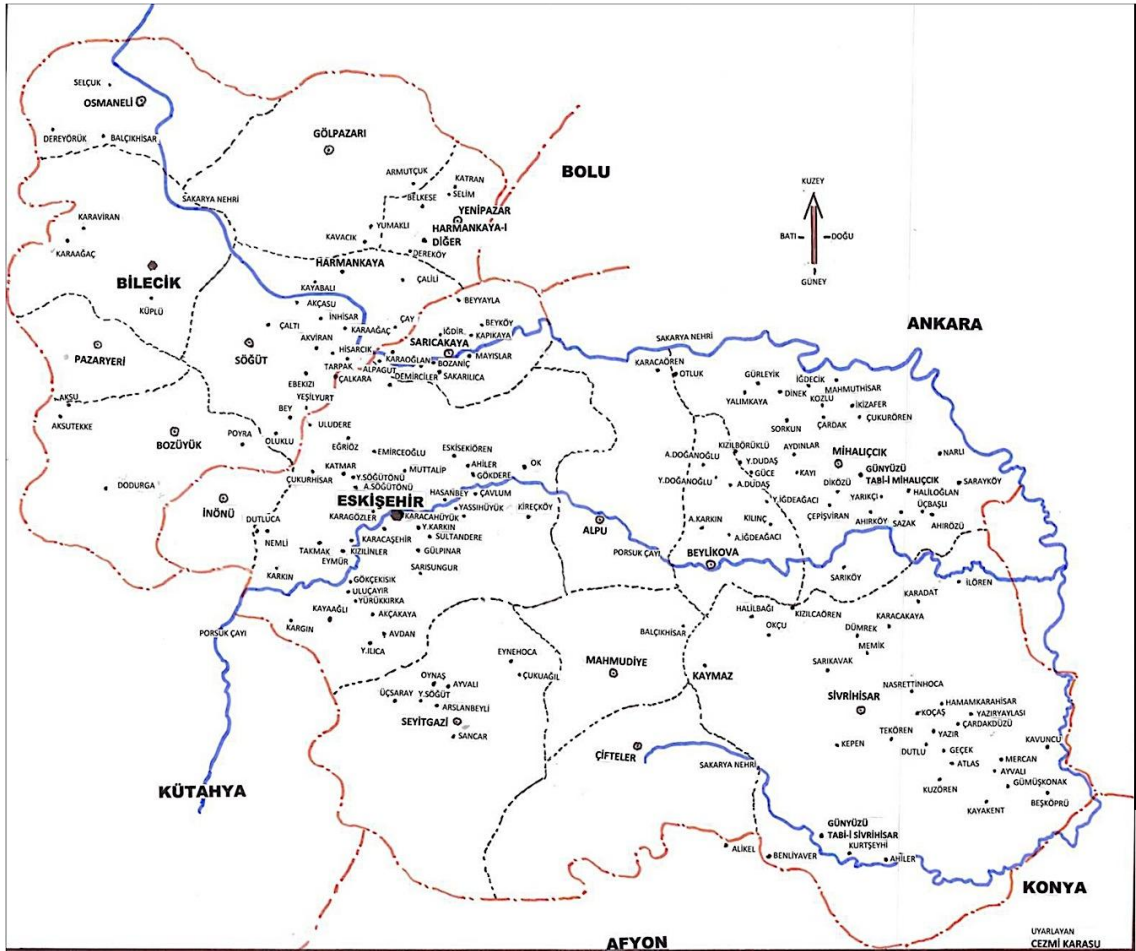 SELÇUK
OSMANELİ
DEREYÖRÜK
BALÇIKHİSAR
GÖLPAZARI
BOLU
ARMUTÇUK
KATRAN
BELKESE
SELİM
SAKARYA NEHRİ
YENİPAZAR
HARMANKAYA-I
DİĞER
YUMAKLI
KAVACIK
DEREKÖY
KARAVİRAN
KARAAĞAÇ
KUZEY
BATI
DOĞU
GÜNEY
HARMANKAYA
ÇALILI
BİLECİK
KÜPLÜ
KAYABALI
AKÇASU
BEYYAYLA
İNHİSAR
ÇALTI
KARAAĞAÇ
ÇAY
İĞDİR
BEYKÖY
KAPIKAYA
ANKARA
SAKARYA NEHRİ
PAZARYERİ
SÖĞÜT
AKVİRAN
HİSARCIK
SARICAKAYA
MAYISLAR
TARPAK
KARAOĞLAN
BOZANİÇ
ALPAGUT
ÇALKARA
DEMİRCİLER
SAKARILICA
KARACAÖREN
OTLUK
EBEKIZI
YEŞİLYURT
GÜRLEYİK
İĞDECİK
MAHMUTHİSAR
YALIMKAYA
DİNEK
KOZLU
İKİZAFER
AKSU
AKSUTEKKE
BEY
ULUDERE
SORKUN
ÇARDAK
ÇUKURÖREN
BOZÜYÜK
POYRA
OLUKLU
EĞRİÖZ
EMİRCEOĞLU
ESKİSEKİÖREN
KIZILBÖRÜKLÜ
AYDINLAR
MİHALIÇCIK
NARLI
A.DOĞANOĞLU
Y.DUDAŞ
KATMAR
MUTTALIP
AHİLER
OK
GÖKDERE
GÜCE
KAYI
GÜNYÜZÜ
TABİ-İ MİHALIÇCIK
SARAYKÖY
Y.DOĞANOĞLU
A.DUDAŞ
DİKÖZÜ
DODURGA
ÇUKURHİSAR
Y.SÖĞÜTÖNÜ
A.SÖĞÜTÖNÜ
İNÖNÜ
ESKİŞEHİR
HASANBEY
ÇAVLUM
Y.İĞDEAĞACI
YARIKÇI
HALİLOĞLAN
ÜÇBAŞLI
YASSIHÜYÜK
KİREÇKÖY
ÇEPİŞVİRAN
AHIRKÖY
SAZAK
AHIRÖZÜ
DUTLUCA
KARAGÖZLER
KARACAHÜYÜK
Y.KARKIN
ALPU
A.KARKIN
KILINÇ
NEMLİ
KARACAŞEHİR
SULTANDERE
A.İĞDEAĞACI
TAKMAK
KIZILİNLER
GÜLPINAR
EYMÜR
PORSUK ÇAYI
BEYLİKOVA
KARKIN
SARISUNGUR
SARIKÖY
İLÖREN
GÖKÇEKISIK
ULUÇAYIR
YÜRÜKKIRKA
KARADAT
KAYAAĞLI
AKÇAKAYA
HALİLBAĞI
KIZILCAÖREN
KARGIN
OKÇU
KARACAKAYA
PORSUK ÇAYI
AVDAN
BALÇIKHİSAR
DÜMREK
Y.ILICA
MEMİK
EYNEHOCA
OYNAŞ
ÇUKUAĞIL
MAHMUDİYE
KAYMAZ
SARIKAVAK
AYVALI
NASRETTİNHOCA
ÜÇSARAY
Y.SÖĞÜT
ARSLANBEYLİ
SİVRİHİSAR
HAMAMKARAHİSAR
KOÇAŞ
YAZIRYAYLASI
SEYİTGAZİ
ÇARDAKDÜZÜ
SANCAR
TEKÖREN
YAZIR
KAVUNCU
KEPEN
DUTLU
GEÇEK
ÇİFTELER
MERCAN
SAKARYA NEHRİ
ATLAS
AYVALI
KUZÖREN
GÜMÜŞKONAK
KÜTAHYA
KAYAKENT
BEŞKÖPRÜ
GÜNYÜZÜ
TABİ-İ SİVRİHİSAR
ALİKEL
BENLİYAVER
KURTŞEYHİ
AHİLER
KONYA
AFYON
UYARLAYAN
CEZMİ KARASU